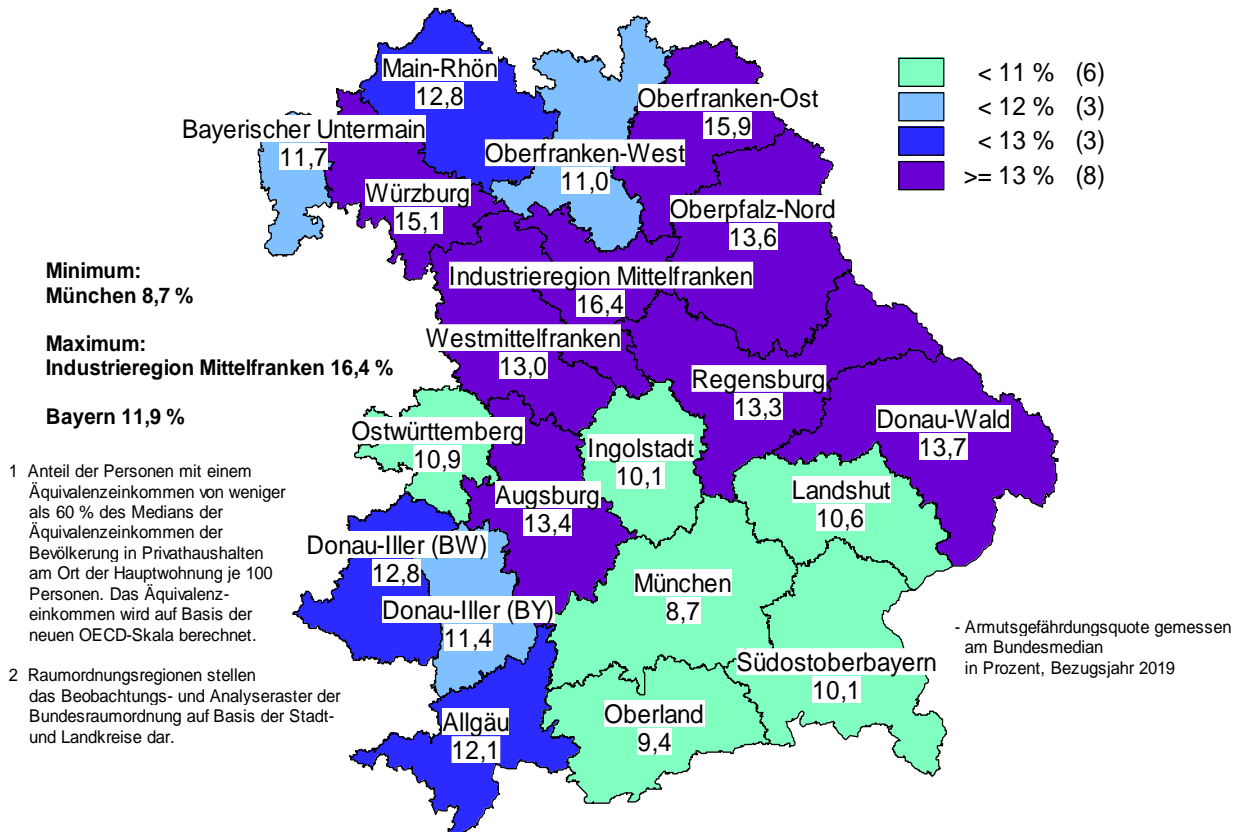 Main-Rhön
12,8
Oberfranken-Ost
15,9
Bayerischer Untermain
11,7
Oberfranken-West
11,0
Würzburg
15,1
Oberpfalz-Nord
13,6
Industrieregion Mittelfranken
16,4
Westmittelfranken
13,0
Regensburg
13,3
Donau-Wald
13,7
Ostwürttemberg
10,9
Ingolstadt
10,1
Landshut
10,6
Augsburg
13,4
Donau-Iller (BW)
12,8
München
8,7
Donau-Iller (BY)
11,4
Südostoberbayern
10,1
Allgäu
12,1
Oberland
9,4
< 11 % (6)
< 12 % (3)
< 13 % (3)
>= 13 % (8)
Minimum:
München 8,7 %
Maximum:
Industrieregion Mittelfranken 16,4 %
Bayern 11,9 %
1 Anteil der Personen mit einem
Äquivalenzeinkommen von weniger
als 60 % des Medians der
Äquivalenzeinkommen der
Bevölkerung in Privathaushalten
am Ort der Hauptwohnung je 100
Personen. Das Äquivalenz-
einkommen wird auf Basis der
neuen OECD-Skala berechnet.
2 Raumordnungsregionen stellen
das Beobachtungs- und Analyseraster der
Bundesraumordnung auf Basis der Stadt-
und Landkreise dar.
- Armutsgefährdungsquote gemessen
am Bundesmedian
in Prozent, Bezugsjahr 2019